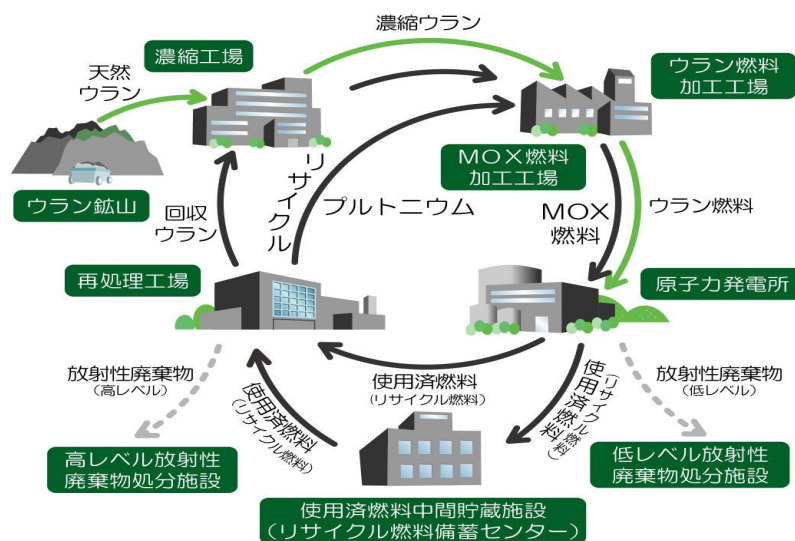 濃縮ウラン
濃縮工場
天然
ウラン
ウラン燃料
加工工場
MOX燃料
加工工場
ウラン鉱山
回収
ウラン
リサイクル
プルトニウム
MOX
燃料
ウラン燃料
再処理工場
原子力発電所
放射性廃棄物
(高レベル)
使用済燃料
(リサイクル燃料)
使用済燃料
(リサイクル燃料)
(リサイクル燃料)
使用済燃料
放射性廃棄物
(低レベル)
高レベル放射性
廃棄物処分施設
低レベル放射性
廃棄物処分施設
使用済燃料中間貯蔵施設
(リサイクル燃料備蓄センター)